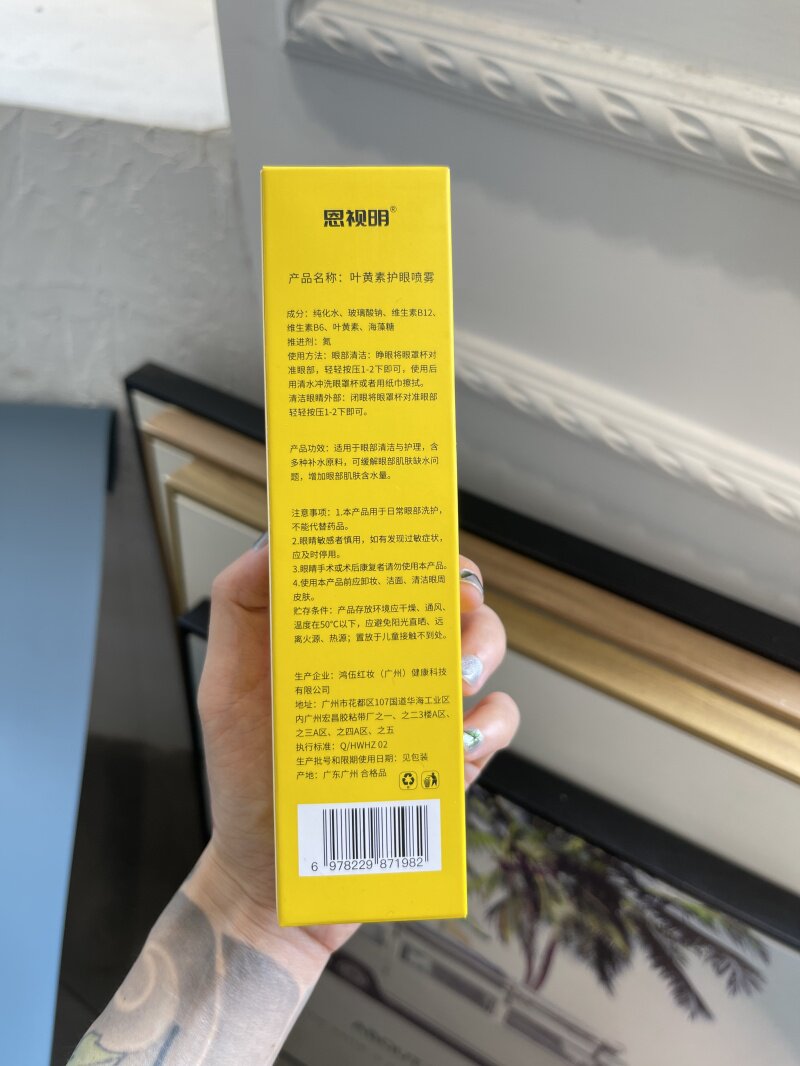 恩视明®
产品名称：叶黄素护眼喷雾
成分：纯化水、玻璃酸钠、维生素B12、
维生素B6、叶黄素、海藻糖
推进剂：氮
使用方法：眼部清洁：睁眼将眼罩杯对
准眼部，轻轻按压1-2下即可，使用后
用清水冲洗眼罩杯或者用纸巾擦拭。
清洁眼睛外部：闭眼将眼罩杯对准眼部
轻轻按压1-2下即可。
产品功效：适用于眼部清洁与护理，含
多种补水原料，可缓解眼部肌肤缺水问
题，增加眼部肌肤含水量。
注意事项：1.本产品用于日常眼部洗护，
不能代替药品。
2.眼睛敏感者慎用，如有发现过敏症状，
应及时停用。
3.眼睛手术或术后康复者请勿使用本产品。
4.使用本产品前应卸妆、洁面、清洁眼周
皮肤。
贮存条件：产品存放环境应干燥、通风、
温度在50℃以下，应避免阳光直晒、远
离火源、热源；置放于儿童接触不到处。
生产企业：鸿伍红妆（广州）健康科技
有限公司
地址：广州市花都区107国道华海工业区
内广州宏昌胶粘带厂之一、之二3楼A区、
之三A区、之四A区、之五
执行标准：Q/HWHZ 02
生产批号和限期使用日期：见包装
产地：广东广州 合格品
6 978229 871982